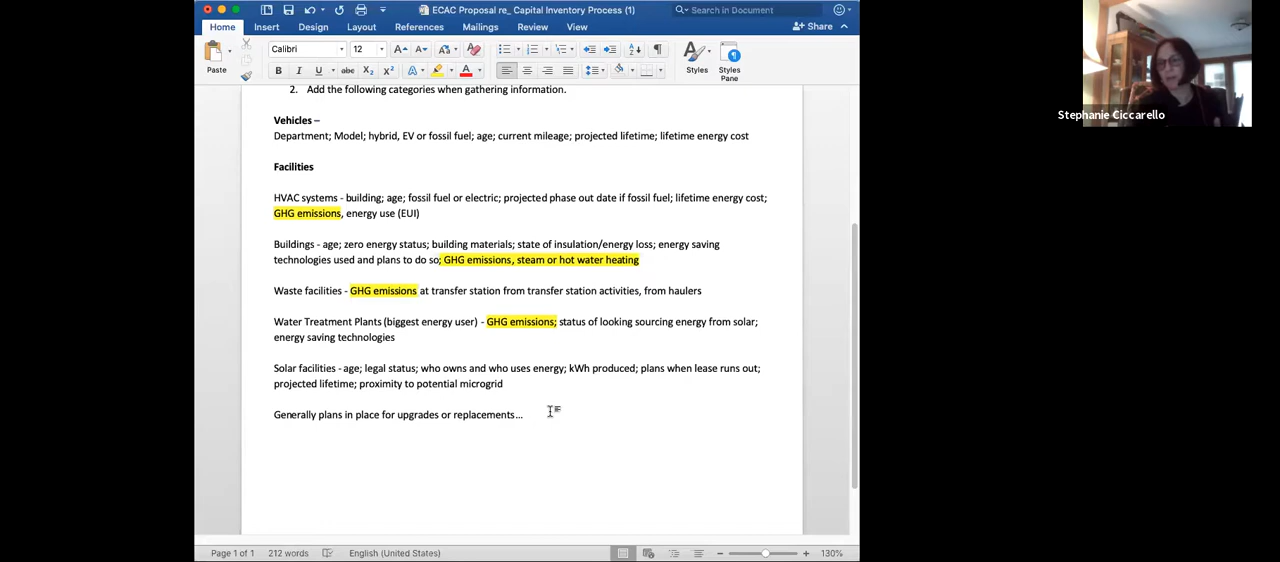 ECAC Proposal re_ Capital Inventory Process (1)
Search in Document
Home Insert Design Layout References Mailings Review View
Share
Paste
Calibri 12
B I U abc X2 X2 A A
Styles
Styles Pane
2. Add the following categories when gathering information.
Vehicles –
Department; Model; hybrid, EV or fossil fuel; age; current mileage; projected lifetime; lifetime energy cost
Facilities
HVAC systems - building; age; fossil fuel or electric; projected phase out date if fossil fuel; lifetime energy cost;
GHG emissions, energy use (EUI)
Buildings - age; zero energy status; building materials; state of insulation/energy loss; energy saving
technologies used and plans to do so; GHG emissions, steam or hot water heating
Waste facilities - GHG emissions at transfer station from transfer station activities, from haulers
Water Treatment Plants (biggest energy user) - GHG emissions; status of looking sourcing energy from solar;
energy saving technologies
Solar facilities - age; legal status; who owns and who uses energy; kWh produced; plans when lease runs out;
projected lifetime; proximity to potential microgrid
Generally plans in place for upgrades or replacements...
Page 1 of 1 212 words English (United States) 130%
Stephanie Ciccarello